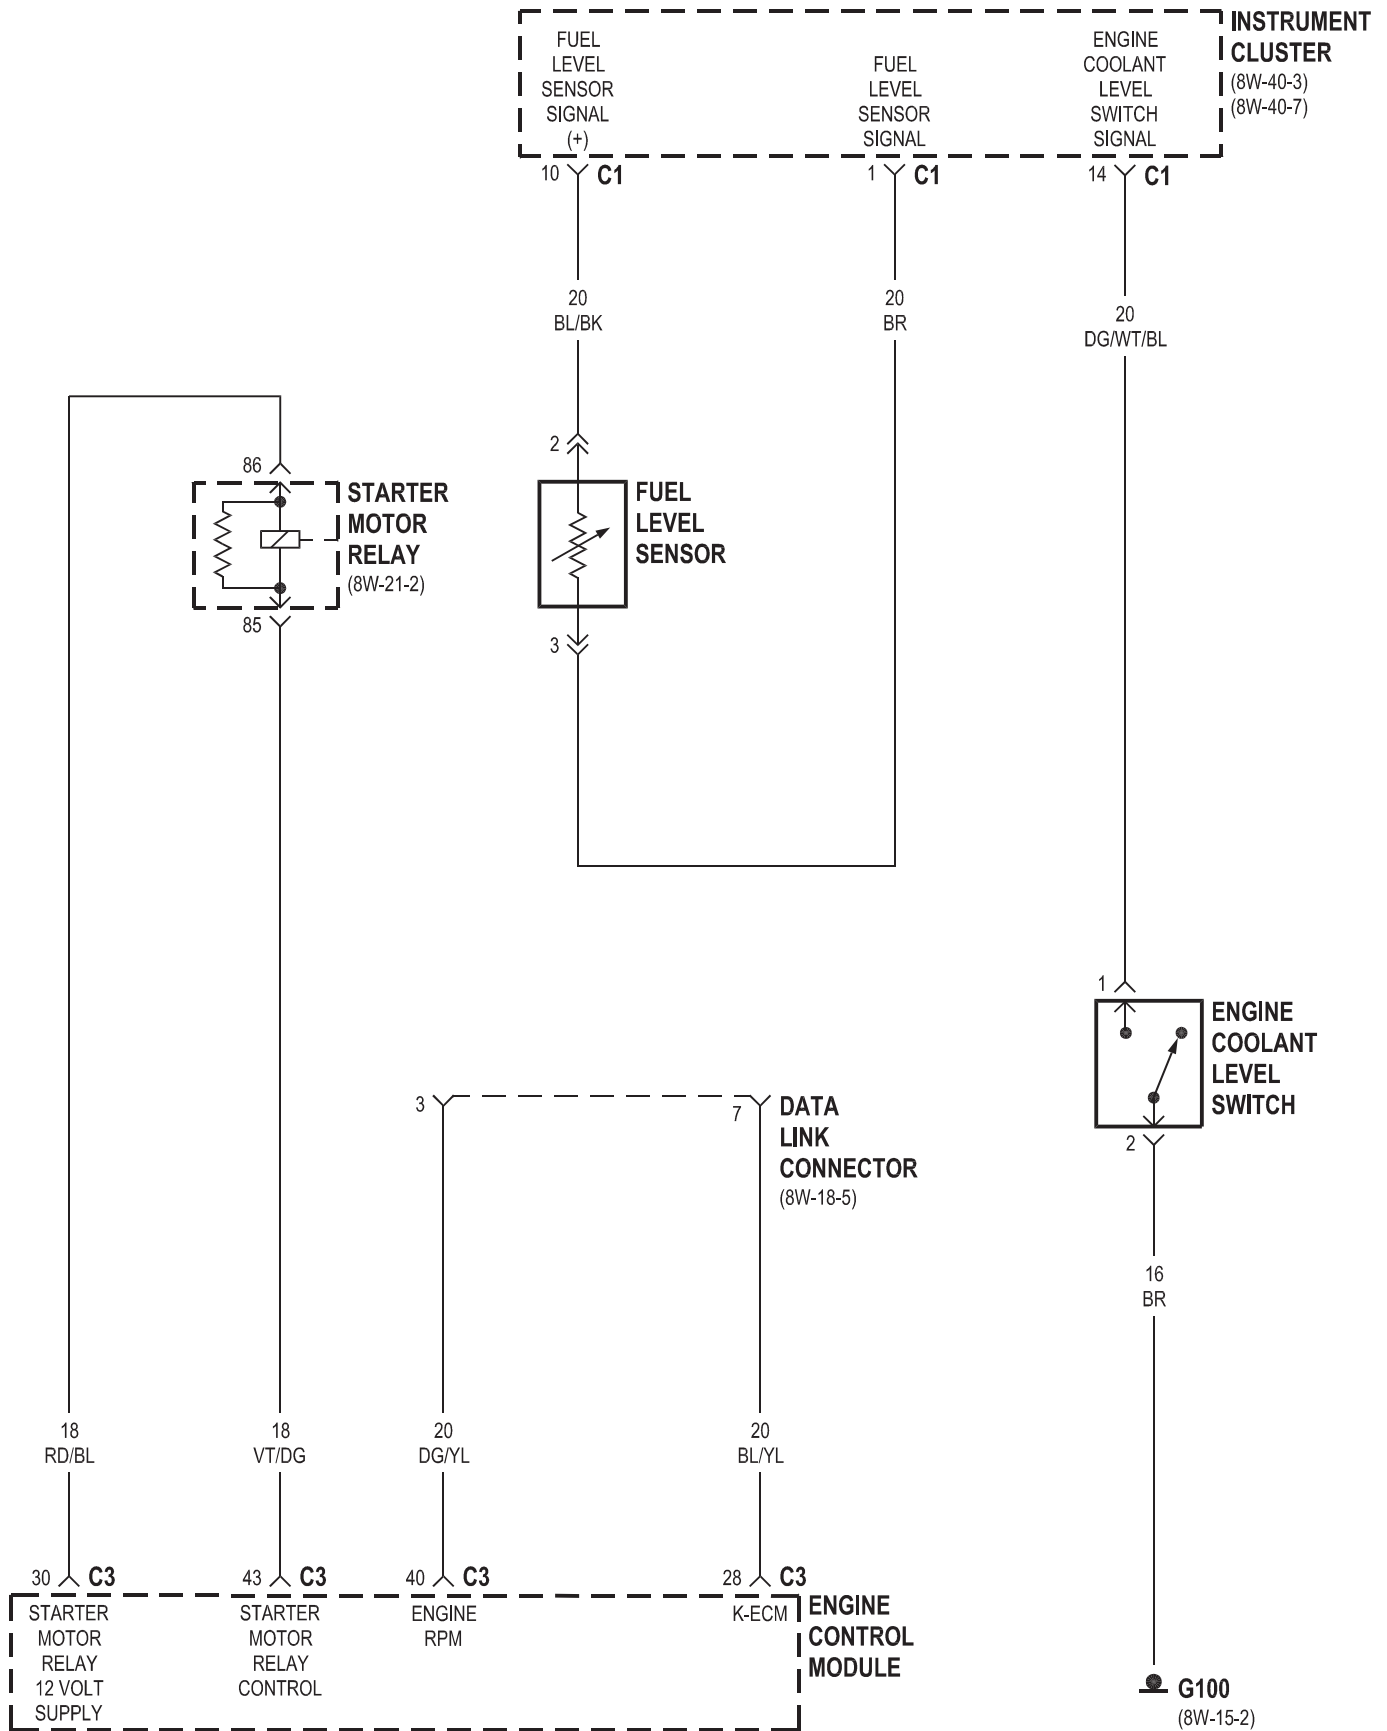 FUEL
LEVEL
SENSOR
SIGNAL
(+)
FUEL
LEVEL
SENSOR
SIGNAL
ENGINE
COOLANT
LEVEL
SWITCH
SIGNAL
INSTRUMENT
CLUSTER
(8W-40-3)
(8W-40-7)
10 C1
1 C1
14 C1
20
BL/BK
20
BR
20
DG/WT/BL
2
86
STARTER
MOTOR
RELAY
(8W-21-2)
85
FUEL
LEVEL
SENSOR
3
1
ENGINE
COOLANT
LEVEL
SWITCH
2
3
7
DATA
LINK
CONNECTOR
(8W-18-5)
16
BR
18
RD/BL
18
VT/DG
20
DG/YL
20
BL/YL
30 C3
43 C3
40 C3
28 C3
STARTER
MOTOR
RELAY
12 VOLT
SUPPLY
STARTER
MOTOR
RELAY
CONTROL
ENGINE
RPM
K-ECM
ENGINE
CONTROL
MODULE
G100
(8W-15-2)